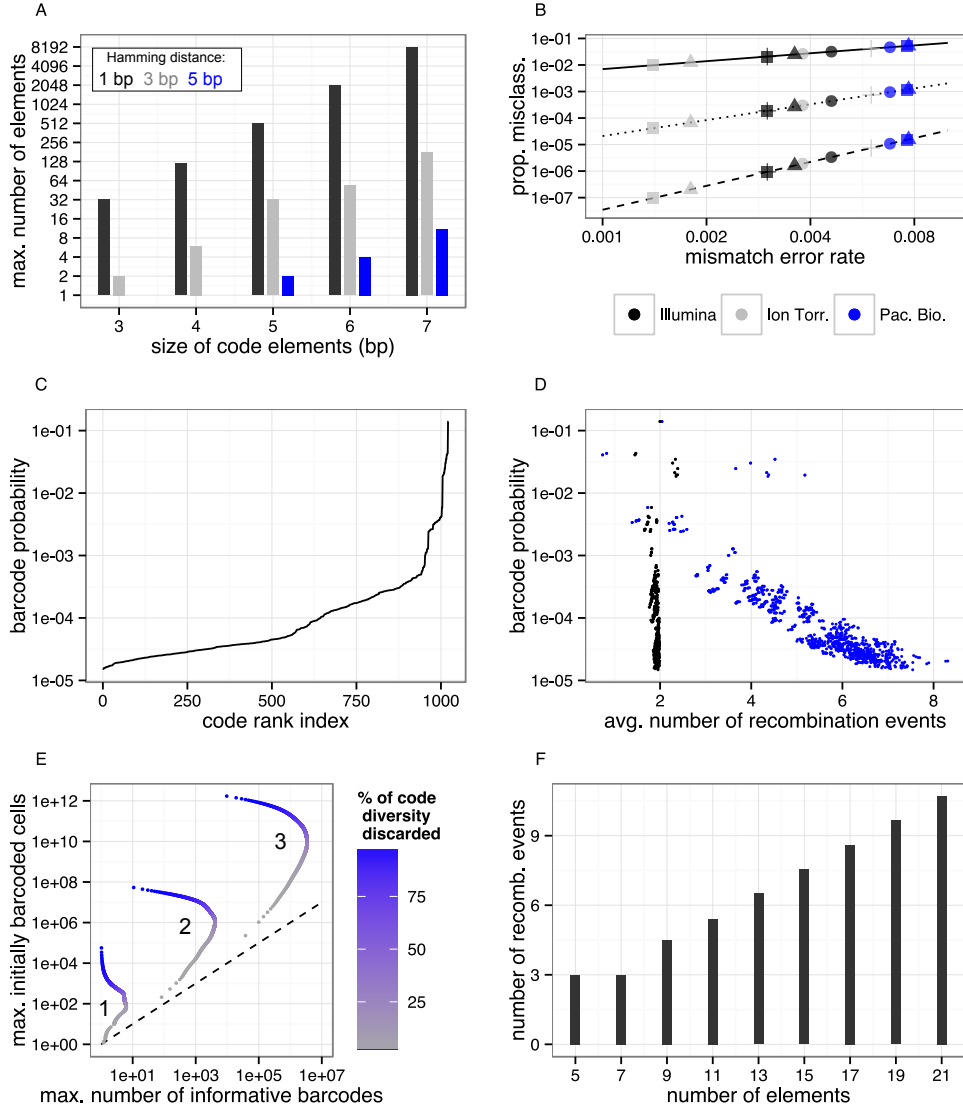 A
Hamming distance:
1 bp 3 bp 5 bp
8192
4096
2048
1024
512
256
128
64
32
16
8
4
2
1
max. number of elements
3 4 5 6 7
size of code elements (bp)
B
1e-01
1e-02
1e-03
1e-04
1e-05
1e-06
1e-07
prop. misclass.
0.001 0.002 0.004 0.008
mismatch error rate
Illumina Ion Torr. Pac. Bio.
C
1e-01
1e-02
1e-03
1e-04
1e-05
barcode probability
0 250 500 750 1000
code rank index
D
1e-01
1e-02
1e-03
1e-04
1e-05
barcode probability
2 4 6 8
avg. number of recombination events
E
1e+12
1e+10
1e+08
1e+06
1e+04
1e+02
1e+00
max. initially barcoded cells
1
2
3
1e+01 1e+03 1e+05 1e+07
max. number of informative barcodes
% of code
diversity
discarded
75
50
25
F
9
6
3
0
number of recomb. events
5 7 9 11 13 15 17 19 21
number of elements